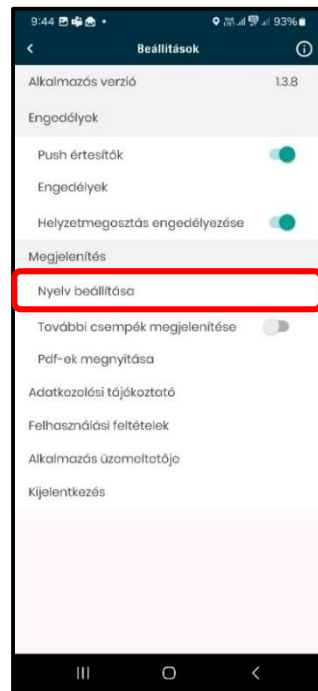 9:44 93%
Beállítások
Alkalmazás verzió 1.3.8
Engedélyek
Push értesítők
Engedélyek
Helyzetmegosztás engedélyezése
Megjelenítés
Nyelv beállítása
További csempék megjelenítése
Pdf-ek megnyitása
Adatkezelési tájékoztató
Felhasználási feltételek
Alkalmazás üzemeltetője
Kijelentkezés